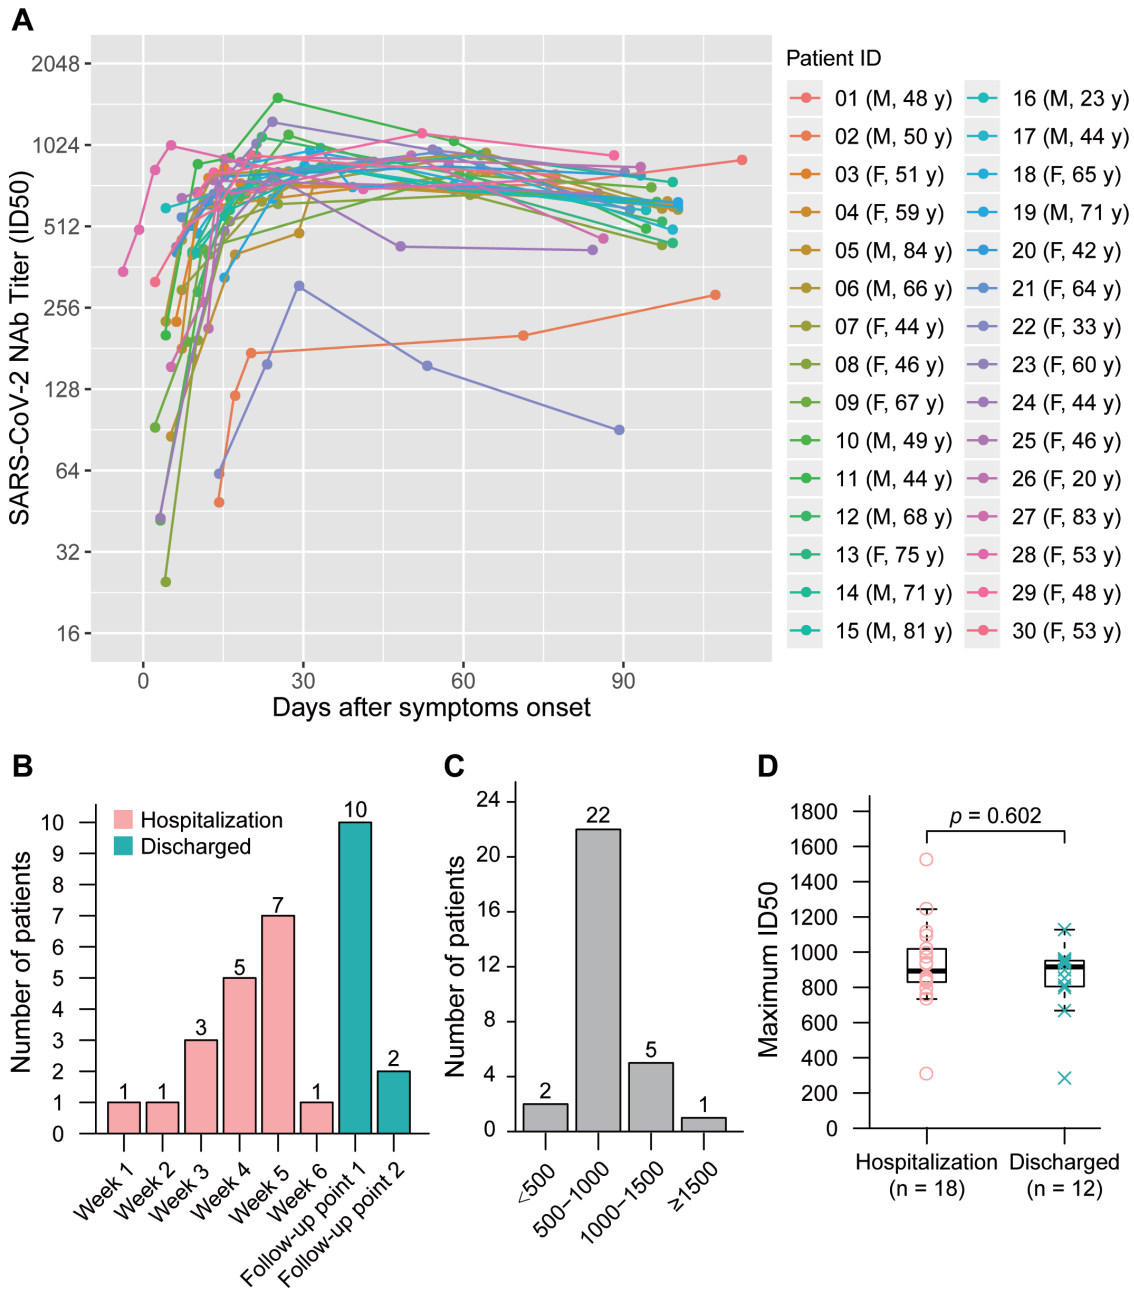 A
SARS-CoV-2 NAb Titer (ID50)
2048
1024
512
256
128
64
32
16
0 30 60 90
Days after symptoms onset
Patient ID
01 (M, 48 y)
02 (M, 50 y)
03 (F, 51 y)
04 (F, 59 y)
05 (M, 84 y)
06 (M, 66 y)
07 (F, 44 y)
08 (F, 46 y)
09 (F, 67 y)
10 (M, 49 y)
11 (M, 44 y)
12 (M, 68 y)
13 (F, 75 y)
14 (M, 71 y)
15 (M, 81 y)
16 (M, 23 y)
17 (M, 44 y)
18 (F, 65 y)
19 (M, 71 y)
20 (F, 42 y)
21 (F, 64 y)
22 (F, 33 y)
23 (F, 60 y)
24 (F, 44 y)
25 (F, 46 y)
26 (F, 20 y)
27 (F, 83 y)
28 (F, 53 y)
29 (F, 48 y)
30 (F, 53 y)
B
Number of patients
10
9
8
7
6
5
4
3
2
1
0
Hospitalization
Discharged
1 1 3 5 7 1 10 2
Week 1
Week 2
Week 3
Week 4
Week 5
Week 6
Follow-up point 1
Follow-up point 2
C
Number of patients
24
20
16
12
8
4
0
2 22 5 1
<500
500−1000
1000−1500
≥1500
D
Maximum ID50
1800
1600
1400
1200
1000
800
600
400
200
0
p = 0.602
Hospitalization
(n = 18)
Discharged
(n = 12)